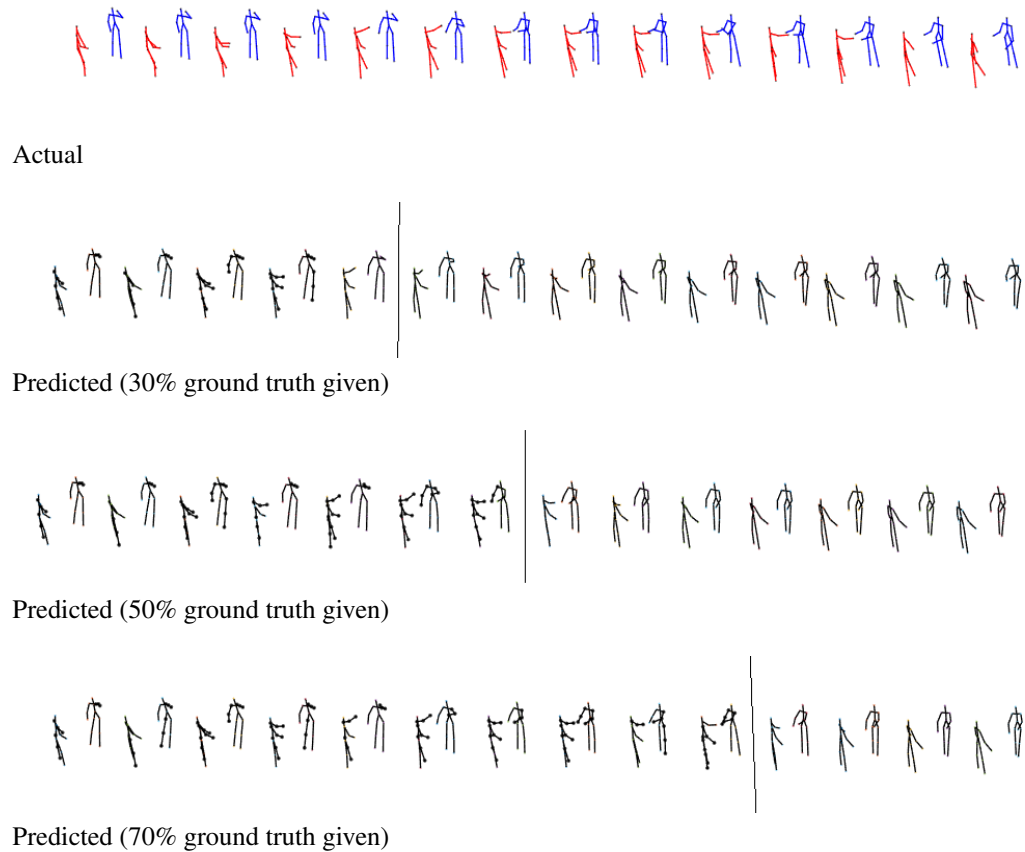 Actual
Predicted (30% ground truth given)
Predicted (50% ground truth given)
Predicted (70% ground truth given)